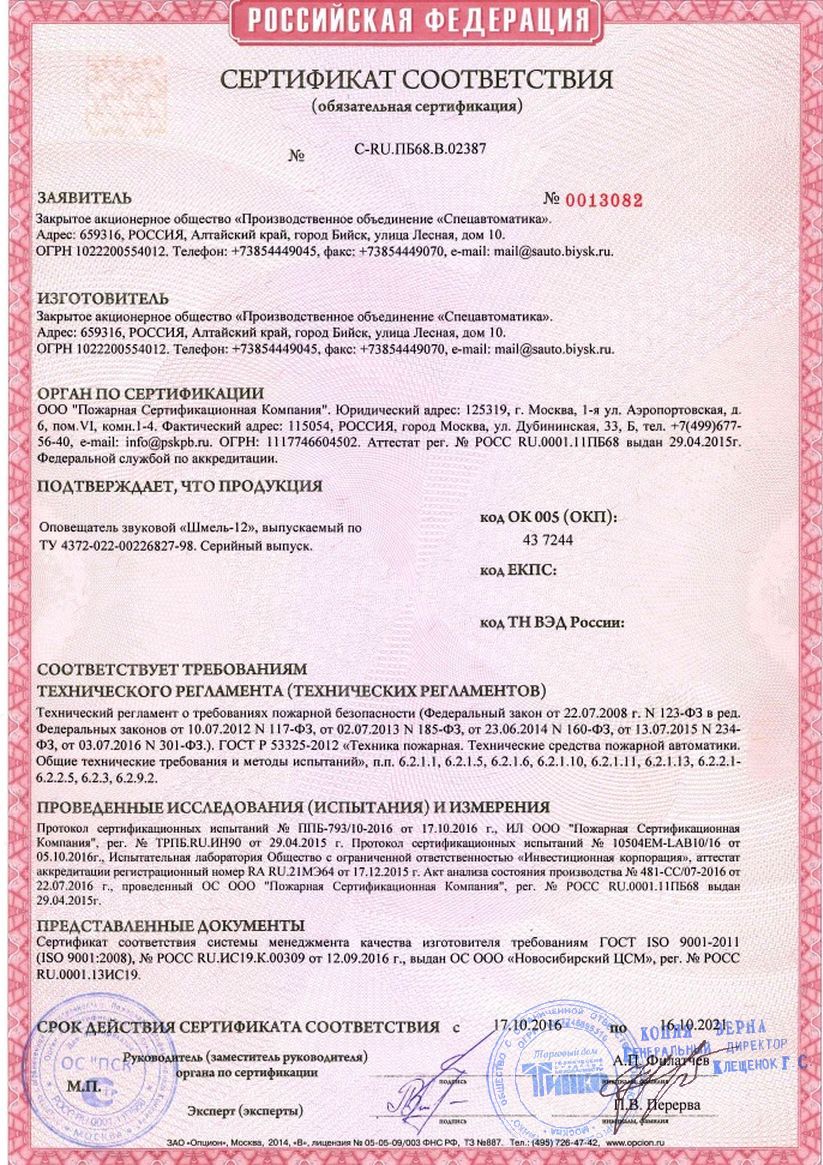 РОССИЙСКАЯ ФЕДЕРАЦИЯ
СЕРТИФИКАТ СООТВЕТСТВИЯ
(обязательная сертификация)
№ C-RU.ПБ68.В.02387
ЗАЯВИТЕЛЬ № 0013082
Закрытое акционерное общество «Производственное объединение «Спецавтоматика».
Адрес: 659316, РОССИЯ, Алтайский край, город Бийск, улица Лесная, дом 10.
ОГРН 1022200554012. Телефон: +73854449045, факс: +73854449070, e-mail: mail@sauto.biysk.ru.
ИЗГОТОВИТЕЛЬ
Закрытое акционерное общество «Производственное объединение «Спецавтоматика».
Адрес: 659316, РОССИЯ, Алтайский край, город Бийск, улица Лесная, дом 10.
ОГРН 1022200554012. Телефон: +73854449045, факс: +73854449070, e-mail: mail@sauto.biysk.ru.
ОРГАН ПО СЕРТИФИКАЦИИ
ООО "Пожарная Сертификационная Компания". Юридический адрес: 125319, г. Москва, 1-я ул. Аэропортовская, д.
6, пом.VI, комн.1-4. Фактический адрес: 115054, РОССИЯ, город Москва, ул. Дубининская, 33, Б, тел. +7(499)677-
56-40, e-mail: info@pskpb.ru. ОГРН: 1117746604502. Аттестат рег. № РОСС RU.0001.11ПБ68 выдан 29.04.2015г.
Федеральной службой по аккредитации.
ПОДТВЕРЖДАЕТ, ЧТО ПРОДУКЦИЯ
Оповещатель звуковой «Шмель-12», выпускаемый по
ТУ 4372-022-00226827-98. Серийный выпуск.
код ОК 005 (ОКП):
43 7244
код ЕКПС:
код ТН ВЭД России:
СООТВЕТСТВУЕТ ТРЕБОВАНИЯМ
ТЕХНИЧЕСКОГО РЕГЛАМЕНТА (ТЕХНИЧЕСКИХ РЕГЛАМЕНТОВ)
Технический регламент о требованиях пожарной безопасности (Федеральный закон от 22.07.2008 г. N 123-ФЗ в ред.
Федеральных законов от 10.07.2012 N 117-ФЗ, от 02.07.2013 N 185-ФЗ, от 23.06.2014 N 160-ФЗ, от 13.07.2015 N 234-
ФЗ, от 03.07.2016 N 301-ФЗ.). ГОСТ Р 53325-2012 «Техника пожарная. Технические средства пожарной автоматики.
Общие технические требования и методы испытаний», п.п. 6.2.1.1, 6.2.1.5, 6.2.1.6, 6.2.1.10, 6.2.1.11, 6.2.1.13, 6.2.2.1-
6.2.2.5, 6.2.3, 6.2.9.2.
ПРОВЕДЕННЫЕ ИССЛЕДОВАНИЯ (ИСПЫТАНИЯ) И ИЗМЕРЕНИЯ
Протокол сертификационных испытаний № ППБ-793/10-2016 от 17.10.2016 г., ИЛ ООО "Пожарная Сертификационная
Компания", рег. № ТРПБ.RU.ИН90 от 29.04.2015 г. Протокол сертификационных испытаний № 10504EM-LAB10/16 от
05.10.2016г., Испытательная лаборатория Общество с ограниченной ответственностью «Инвестиционная корпорация», аттестат
аккредитации регистрационный номер RA RU.21МЭ64 от 17.12.2015 г. Акт анализа состояния производства № 481-СС/07-2016 от
22.07.2016 г., проведенный ОС ООО "Пожарная Сертификационная Компания", рег. № РОСС RU.0001.11ПБ68 выдан
29.04.2015г.
ПРЕДСТАВЛЕННЫЕ ДОКУМЕНТЫ
Сертификат соответствия системы менеджмента качества изготовителя требованиям ГОСТ ISO 9001-2011
(ISO 9001:2008), № РОСС RU.ИС19.К.00309 от 12.09.2016 г., выдан ОС ООО «Новосибирский ЦСМ», рег. № РОСС
RU.0001.13ИС19.
СРОК ДЕЙСТВИЯ СЕРТИФИКАТА СООТВЕТСТВИЯ с 17.10.2016 по 16.10.2021
КОПИЯ ВЕРНА
ГЕНЕРАЛЬНЫЙ ДИРЕКТОР
КЛЕЩЕНОК Г.С.
Руководитель (заместитель руководителя)
органа по сертификации
подпись
А.П. Филатчев
инициалы, фамилия
М.П.
ОС "ПСК"
МОСКВА
Торговый дом
ТИНКО
Эксперт (эксперты)
подпись
П.В. Перерва
инициалы, фамилия
ЗАО «Опцион», Москва, 2014, «В», лицензия № 05-05-09/003 ФНС РФ, ТЗ №887. Тел.: (495) 726-47-42, www.opcion.ru